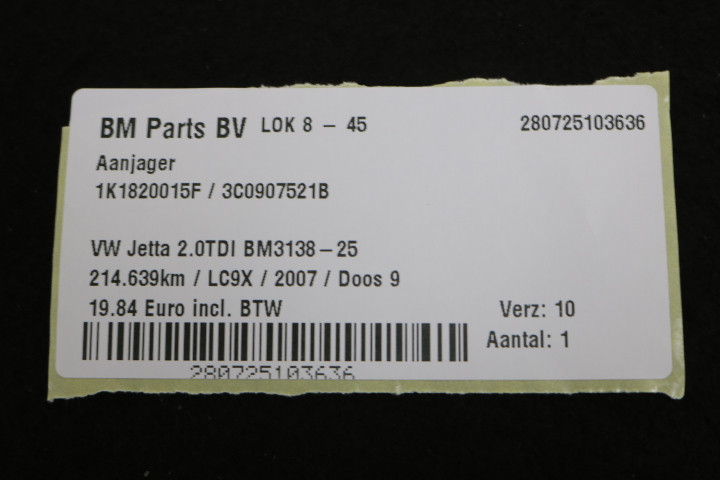 BM Parts BV LOK 8 - 45 280725103636
Aanjager
1K1820015F / 3C0907521B
VW Jetta 2.0TDI BM3138-25
214.639km / LC9X / 2007 / Doos 9
19.84 Euro incl. BTW Verz: 10
Aantal: 1
280725103636